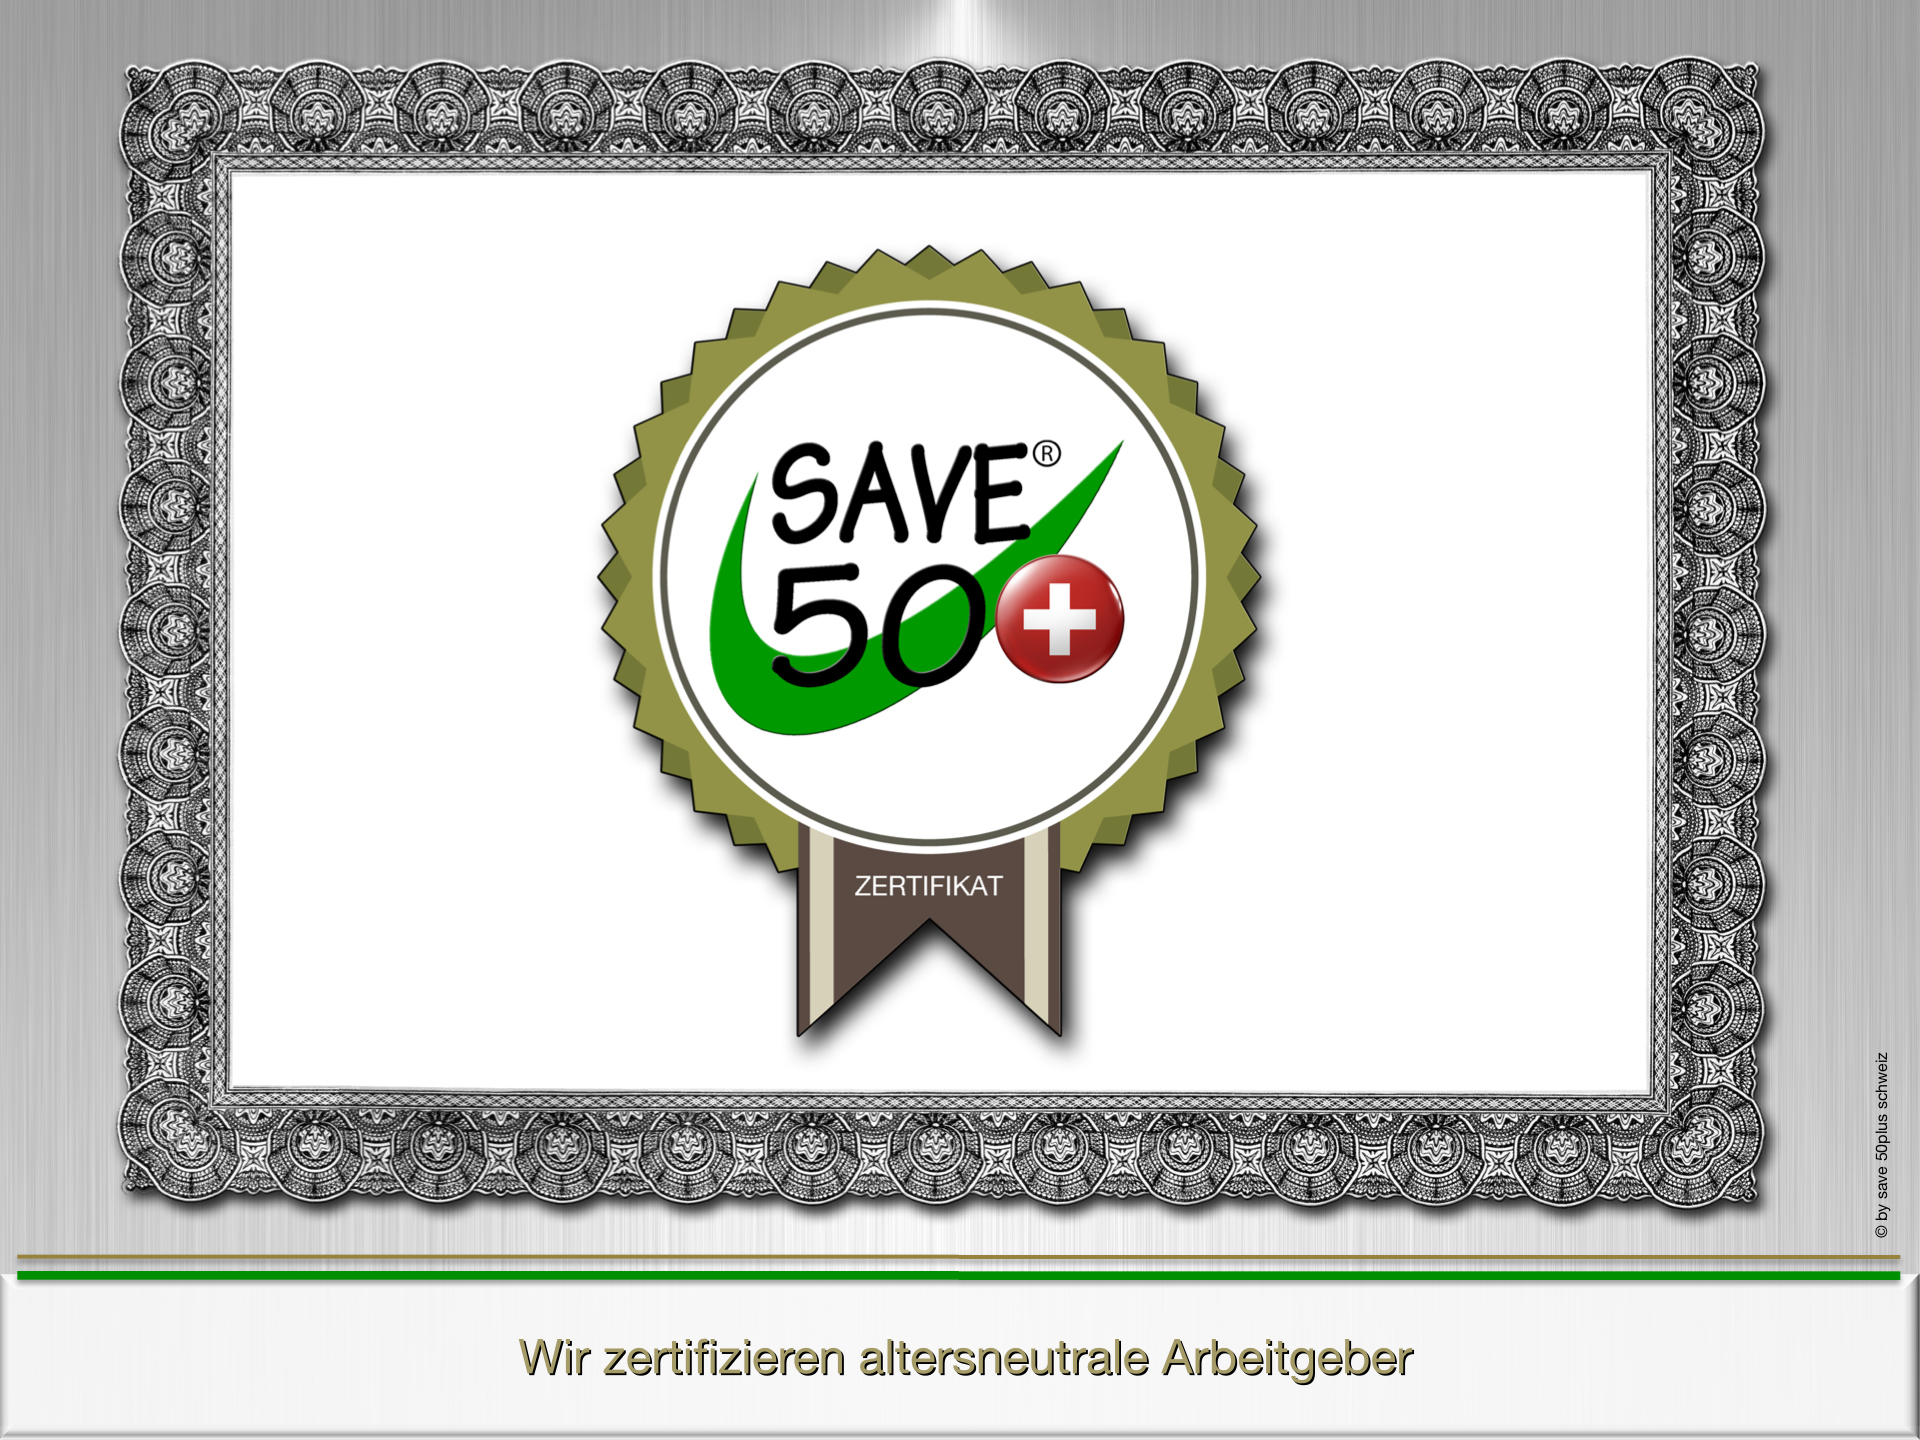 SAVE®
50+
ZERTIFIKAT
© by save 50plus schweiz
Wir zertifizieren altersneutrale Arbeitgeber